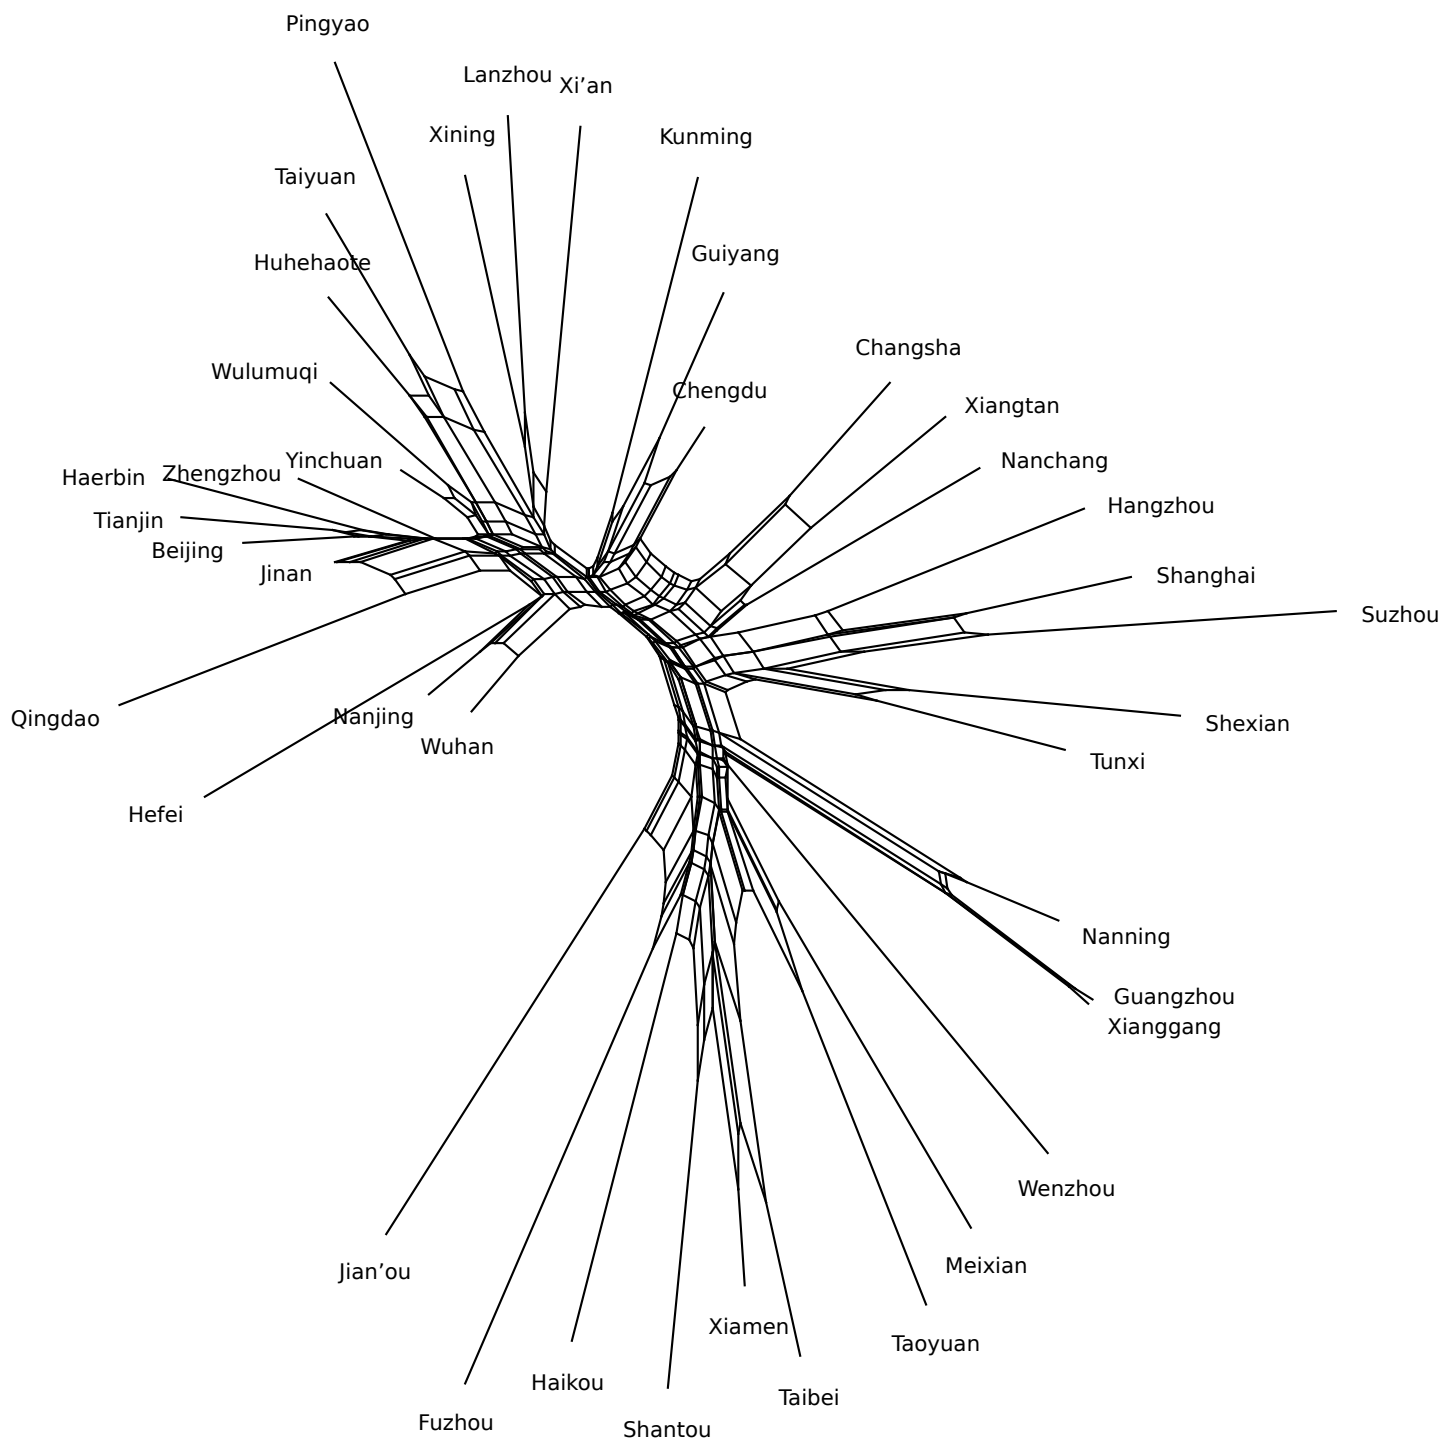 Pingyao
Lanzhou
Xi’an
Xining
Kunming
Taiyuan
Guiyang
Huhehaote
Changsha
Wulumuqi
Chengdu
Xiangtan
Yinchuan
Nanchang
Haerbin
Zhengzhou
Hangzhou
Tianjin
Beijing
Jinan
Shanghai
Suzhou
Qingdao
Nanjing
Shexian
Wuhan
Tunxi
Hefei
Nanning
Guangzhou
Xianggang
Wenzhou
Jian’ou
Meixian
Xiamen
Taoyuan
Haikou
Taibei
Fuzhou
Shantou